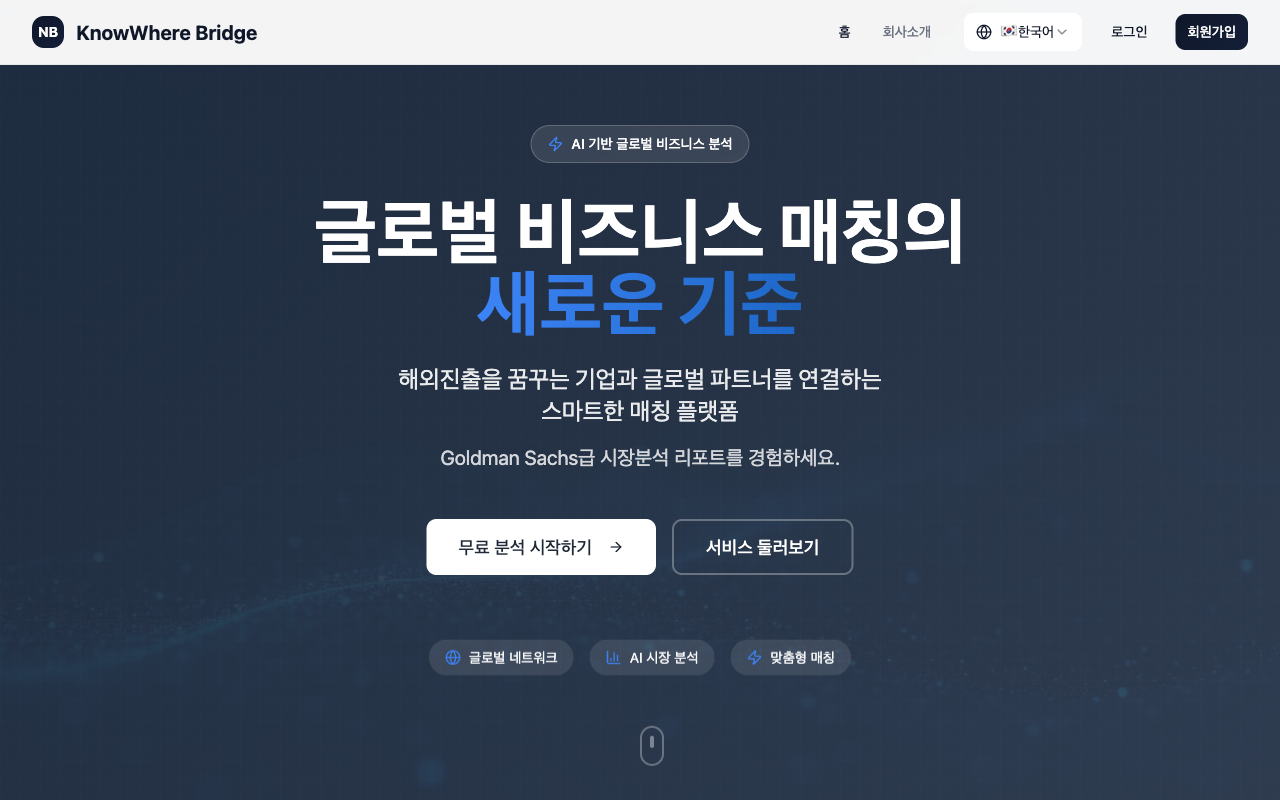 NB
KnowWhere Bridge
홈
회사소개
🇰🇷한국어
로그인
회원가입
AI 기반 글로벌 비즈니스 분석
글로벌 비즈니스 매칭의
새로운 기준
해외진출을 꿈꾸는 기업과 글로벌 파트너를 연결하는
스마트한 매칭 플랫폼
Goldman Sachs급 시장분석 리포트를 경험하세요.
무료 분석 시작하기 →
서비스 둘러보기
글로벌 네트워크
AI 시장 분석
맞춤형 매칭